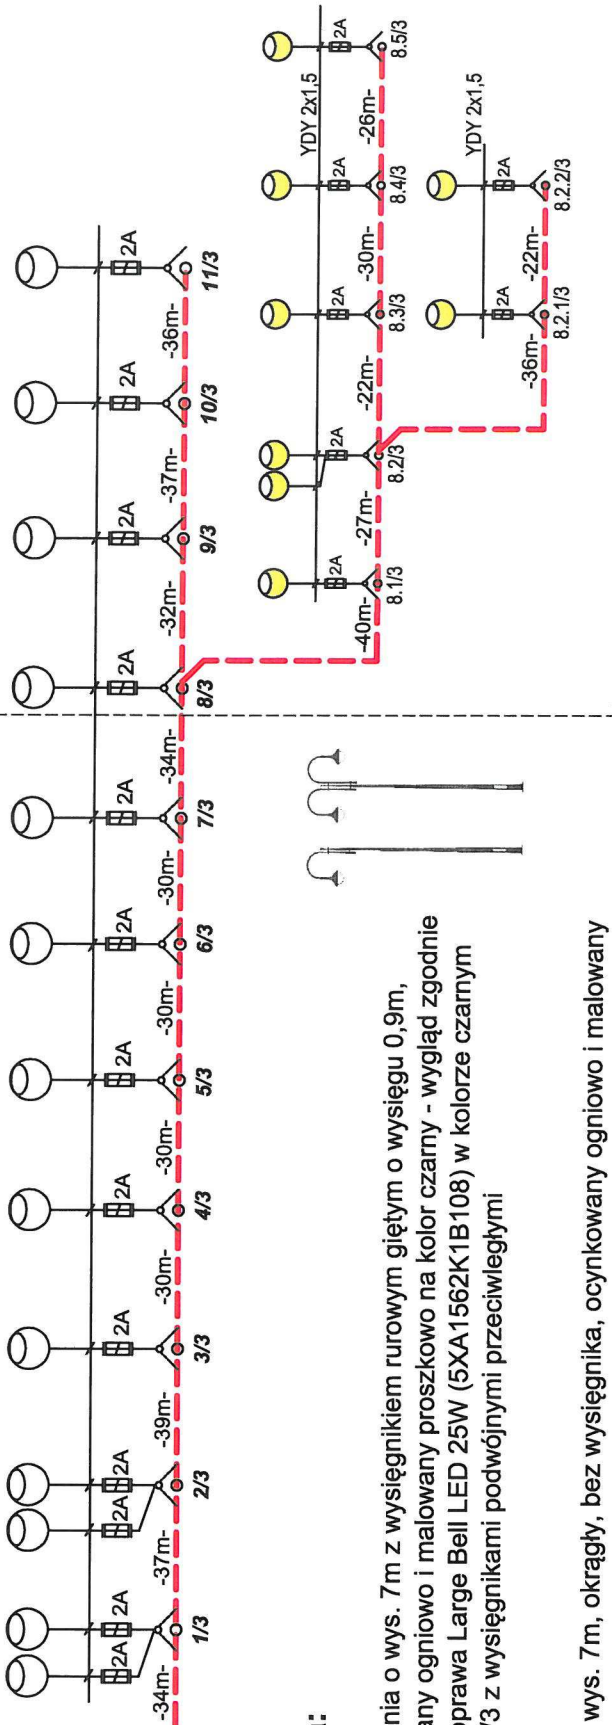 2A 2A 2A 2A 2A 2A 2A 2A 2A 2A 2A 2A 2A
-34m- -37m- -39m- -30m- -30m- -30m- -30m- -34m- -32m- -37m- -36m-
1/3 2/3 3/3 4/3 5/3 6/3 7/3 8/3 9/3 10/3 11/3
YDY 2x1,5
2A 2A 2A 2A 2A
-40m- -27m- -22m- -30m- -26m-
8.1/3 8.2/3 8.3/3 8.4/3 8.5/3
YDY 2x1,5
2A 2A
-36m- -22m-
8.2.1/3 8.2.2/3
nia o wys. 7m z wysięgnikiem rurowym giętym o wysięgu 0,9m,
any ogniowo i malowany proszkowo na kolor czarny - wygląd zgodnie
oprawa Large Bell LED 25W (5XA1562K1B108) w kolorze czarnym
/3 z wysięgnikami podwójnymi przeciwległymi
wys. 7m, okrągły, bez wysięgnika, ocynkowany ogniowo i malowany